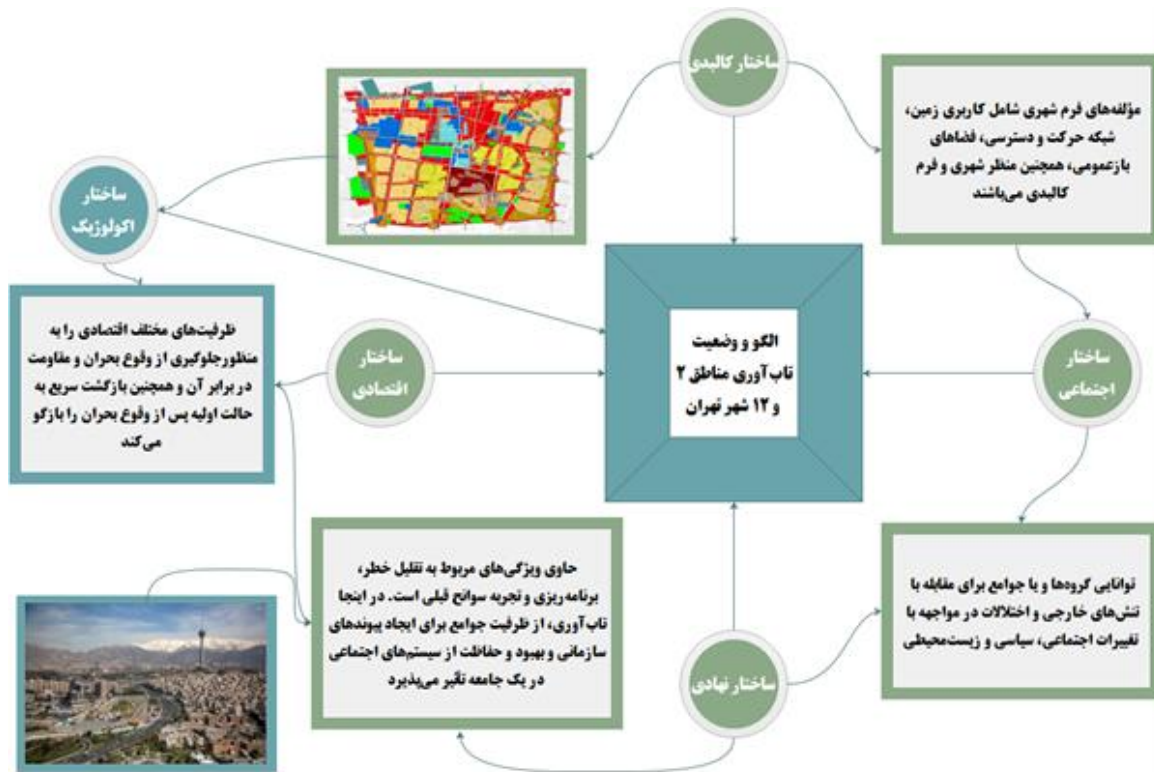 ساختار کالبدی
مؤلفه‌های فرم شهری شامل کاربری زمین،
شبکه حرکت و دسترسی، فضاهای
بازعمومی، همچنین منظر شهری و فرم
کالبدی می‌باشند
ساختار
اکولوژیک
ظرفیت‌های مختلف اقتصادی را به
منظورجلوگیری از وقوع بحران و مقاومت
در برابر آن و همچنین بازگشت سریع به
حالت اولیه پس از وقوع بحران را بازگو
می‌کند
ساختار
اقتصادی
الگو و وضعیت
تاب‌آوری مناطق ۲
و ۱۲ شهر تهران
ساختار
اجتماعی
توانایی گروه‌ها و یا جوامع برای مقابله با
تنش‌های خارجی و اختلالات در مواجهه با
تغییرات اجتماعی، سیاسی و زیست‌محیطی
ساختار نهادی
حاوی ویژگی‌های مربوط به تقلیل خطر،
برنامه‌ریزی و تجربه سوانح قبلی است. در اینجا
تاب‌آوری، از ظرفیت جوامع برای ایجاد پیوندهای
سازمانی و بهبود و حفاظت از سیستم‌های اجتماعی
در یک جامعه تأثیر می‌پذیرد